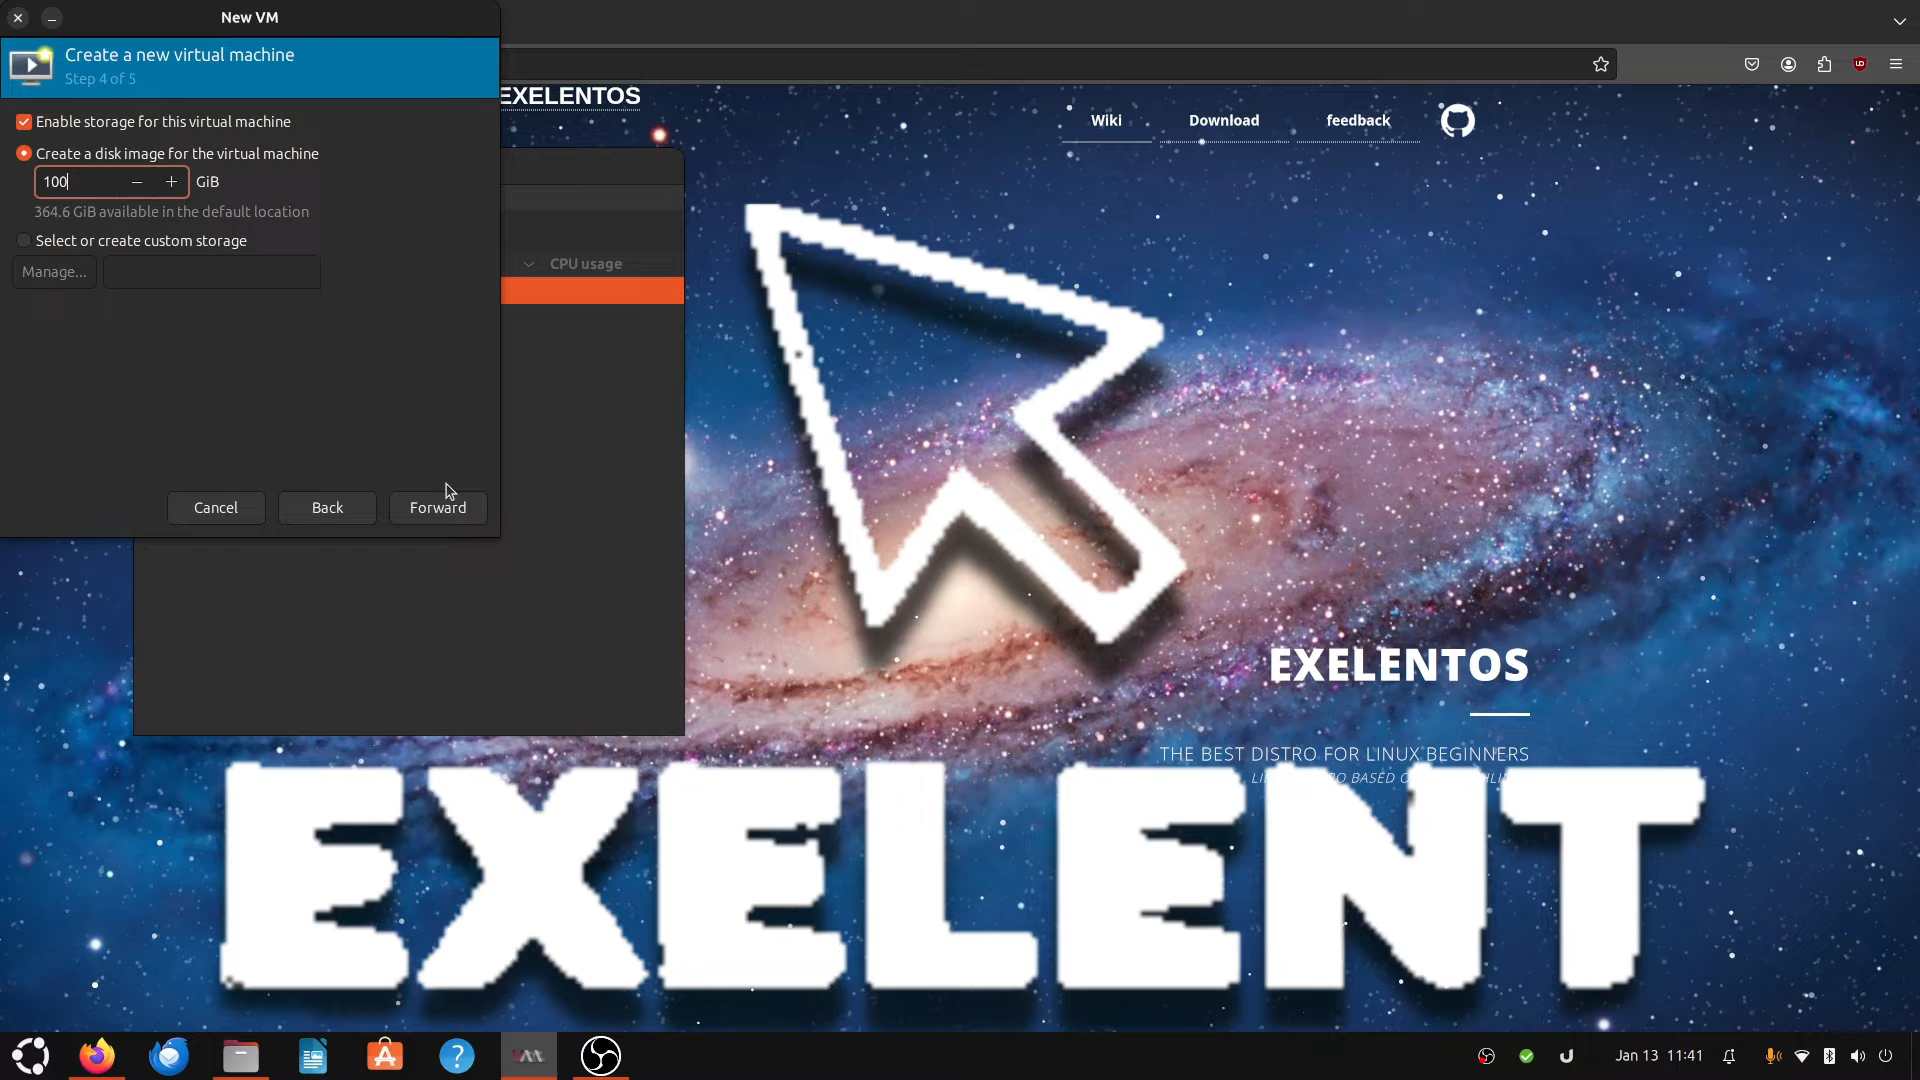 New VM
Create a new virtual machine
Step 4 of 5
Enable storage for this virtual machine
Create a disk image for the virtual machine
100 GiB
364.6 GiB available in the default location
Select or create custom storage
Manage...
Cancel Back Forward
CPU usage
EXELENTOS
Wiki Download feedback
EXELENTOS
THE BEST DISTRO FOR LINUX BEGINNERS
EXELENT
Jan 13 11:41